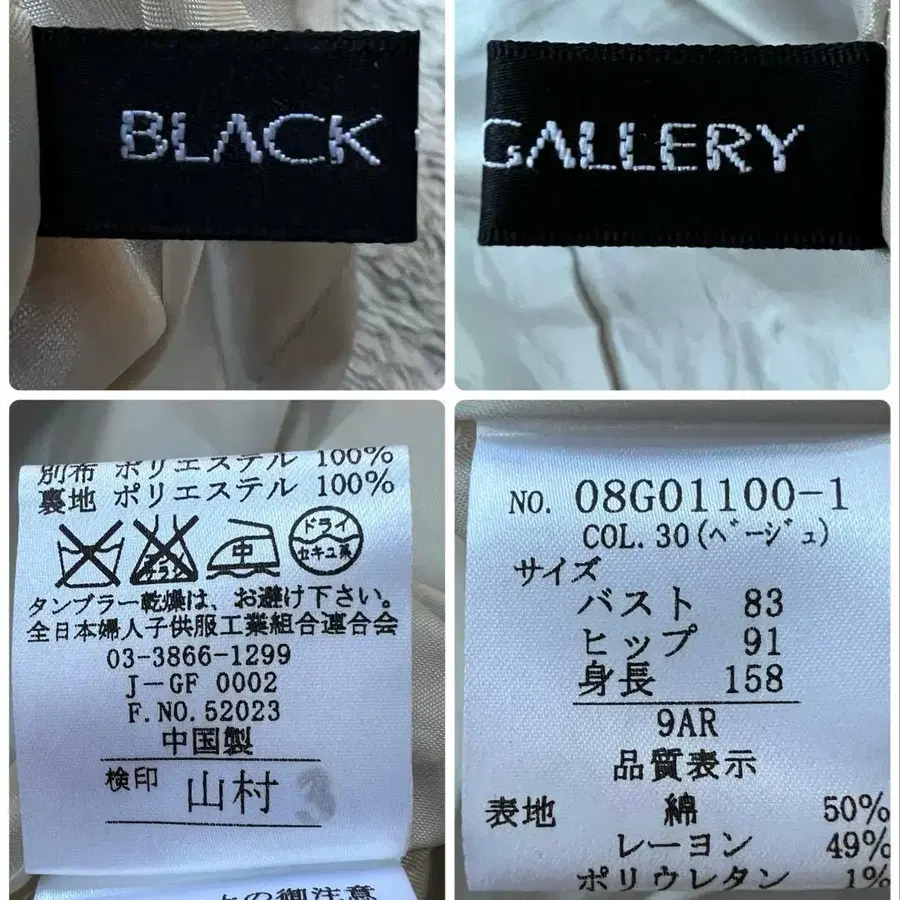 BLACK
GALLERY
別布 ポリエステル 100%
裏地 ポリエステル 100%
中
ドライ
セキユ系
タンブラー乾燥は、お避け下さい。
全日本婦人子供服工業組合連合会
03-3866-1299
J-GF 0002
F.NO.52023
中国製
検印 山村 3
の御注意
NO. 08G01100-1
COL.30(ベージュ)
サイズ
バスト 83
ヒップ 91
身長 158
9AR
品質表示
表地 綿 50%
レーヨン 49%
ポリウレタン 1%